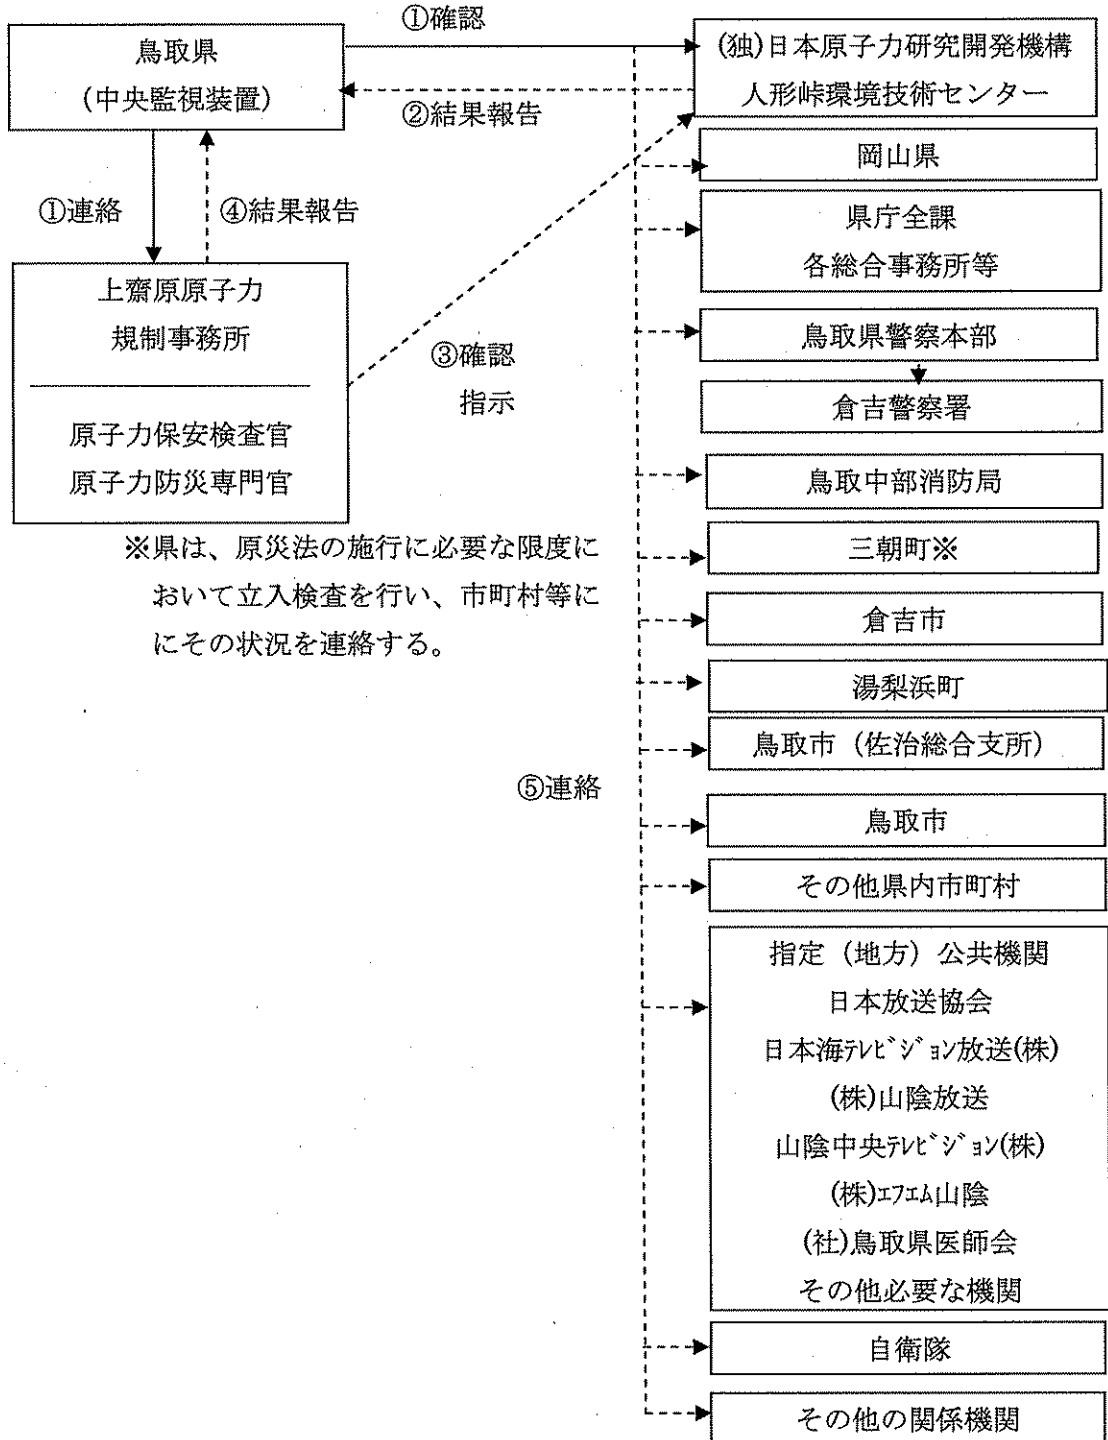 ①確認
鳥取県
(中央監視装置)
(独)日本原子力研究開発機構
人形峠環境技術センター
②結果報告
岡山県
①連絡
④結果報告
県庁全課
各総合事務所等
上齋原原子力
規制事務所
原子力保安検査官
原子力防災専門官
③確認
指示
鳥取県警察本部
倉吉警察署
鳥取中部消防局
※県は、原災法の施行に必要な限度に
おいて立入検査を行い、市町村等に
にその状況を連絡する。
三朝町※
倉吉市
湯梨浜町
鳥取市（佐治総合支所）
⑤連絡
鳥取市
その他県内市町村
指定（地方）公共機関
日本放送協会
日本海ﾃﾚﾋﾞｼﾞｮﾝ放送(株)
(株)山陰放送
山陰中央ﾃﾚﾋﾞｼﾞｮﾝ(株)
(株)ｴﾌｴﾑ山陰
(社)鳥取県医師会
その他必要な機関
自衛隊
その他の関係機関